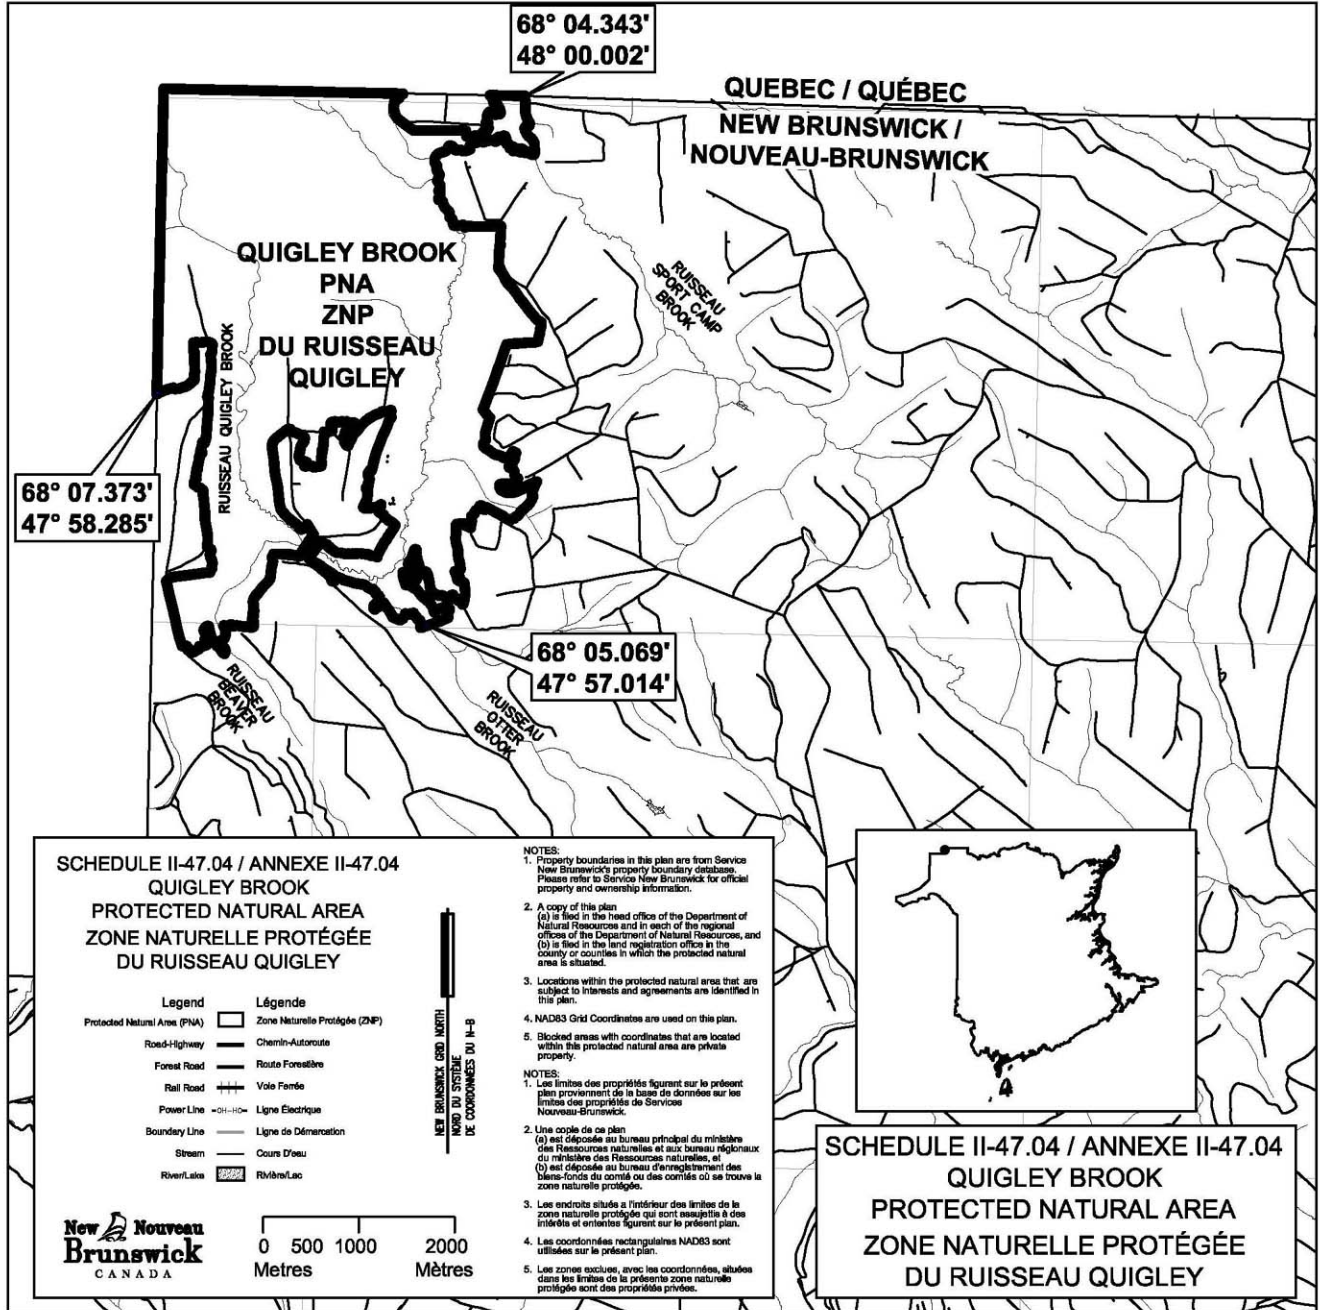 68° 04.343'
48° 00.002'
QUEBEC / QUÉBEC
NEW BRUNSWICK /
NOUVEAU-BRUNSWICK
QUIGLEY BROOK
PNA
ZNP
DU RUISSEAU
QUIGLEY
RUISSEAU
SPORT CAMP
BROOK
RUISSEAU QUIGLEY BROOK
68° 07.373'
47° 58.285'
68° 05.069'
47° 57.014'
RUISSEAU
BEAVER
BROOK
RUISSEAU
OTTER
BROOK
SCHEDULE II-47.04 / ANNEXE II-47.04
QUIGLEY BROOK
PROTECTED NATURAL AREA
ZONE NATURELLE PROTÉGÉE
DU RUISSEAU QUIGLEY
Legend Légende
Protected Natural Area (PNA) Zone Naturelle Protégée (ZNP)
Road-Highway Chemin-Autoroute
Forest Road Route Forestière
Rail Road Voie Ferrée
Power Line -OH-HO- Ligne Électrique
Boundary Line Ligne de Démarcation
Stream Cours D'eau
River/Lake Rivière/Lac
NEW BRUNSWICK GRID NORTH
NORD DU SYSTÈME
DE COORDONNÉES DU N-B
New Nouveau
Brunswick
CANADA
0 500 1000 2000
Metres Mètres
NOTES:
1. Property boundaries in this plan are from Service
New Brunswick's property boundary database.
Please refer to Service New Brunswick for official
property and ownership information.
2. A copy of this plan
(a) is filed in the head office of the Department of
Natural Resources and in each of the regional
offices of the Department of Natural Resources, and
(b) is filed in the land registration office in the
county or counties in which the protected natural
area is situated.
3. Locations within the protected natural area that are
subject to interests and agreements are identified in
this plan.
4. NAD83 Grid Coordinates are used on this plan.
5. Blocked areas with coordinates that are located
within this protected natural area are private
property.
NOTES:
1. Les limites des propriétés figurant sur le présent
plan proviennent de la base de données sur les
limites des propriétés de Services
Nouveau-Brunswick.
2. Une copie de ce plan
(a) est déposée au bureau principal du ministère
des Ressources naturelles et aux bureau régionaux
du ministère des Ressources naturelles, et
(b) est déposée au bureau d'enregistrement des
biens-fonds du comté ou des comtés où se trouve la
zone naturelle protégée.
3. Les endroits situés a l'intérieur des limites de la
zone naturelle protégée qui sont assujettis à des
intérêts et ententes figurent sur le présent plan.
4. Les coordonnées rectangulaires NAD83 sont
utilisées sur le présent plan.
5. Les zones exclues, avec les coordonnées, situées
dans les limites de la présente zone naturelle
protégée sont des propriétés privées.
SCHEDULE II-47.04 / ANNEXE II-47.04
QUIGLEY BROOK
PROTECTED NATURAL AREA
ZONE NATURELLE PROTÉGÉE
DU RUISSEAU QUIGLEY